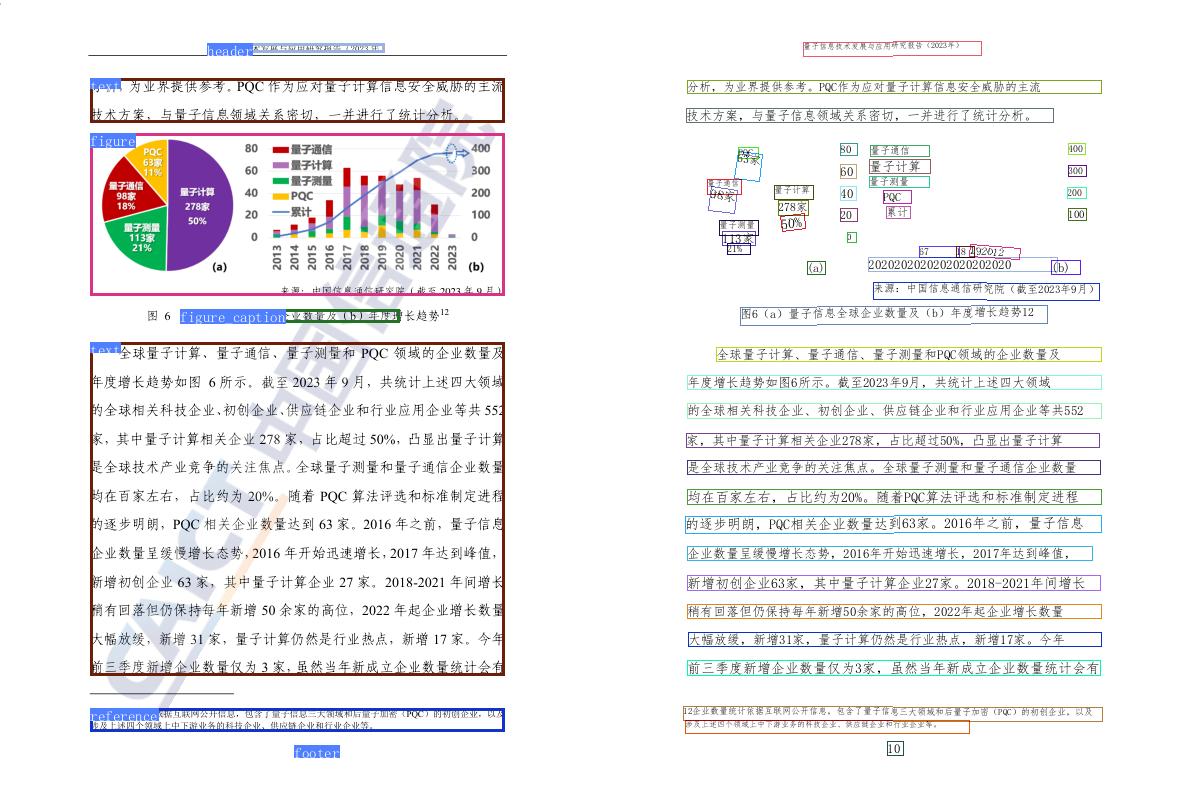 header
text 为业界提供参考。PQC 作为应对量子计算信息安全威胁的主流
技术方案，与量子信息领域关系密切，一并进行了统计分析。
figure
PQC
63家
11%
量子通信
98家
18%
量子计算
278家
50%
量子测量
113家
21%
(a)
80
60
40
20
0
量子通信
量子计算
量子测量
PQC
累计
400
300
200
100
0
2013 2014 2015 2016 2017 2018 2019 2020 2021 2022 2023
(b)
来源：中国信息通信研究院（截至 2023 年 9 月）
图 6 figure_caption 企业数量及（b）年度增长趋势12
text
全球量子计算、量子通信、量子测量和 PQC 领域的企业数量及
年度增长趋势如图 6 所示。截至 2023 年 9 月，共统计上述四大领域
的全球相关科技企业、初创企业、供应链企业和行业应用企业等共 552
家，其中量子计算相关企业 278 家，占比超过 50%，凸显出量子计算
是全球技术产业竞争的关注焦点。全球量子测量和量子通信企业数量
均在百家左右，占比约为 20%。随着 PQC 算法评选和标准制定进程
的逐步明朗，PQC 相关企业数量达到 63 家。2016 年之前，量子信息
企业数量呈缓慢增长态势，2016 年开始迅速增长，2017 年达到峰值，
新增初创企业 63 家，其中量子计算企业 27 家。2018-2021 年间增长
稍有回落但仍保持每年新增 50 余家的高位，2022 年起企业增长数量
大幅放缓，新增 31 家，量子计算仍然是行业热点，新增 17 家。今年
前三季度新增企业数量仅为 3 家，虽然当年新成立企业数量统计会有
reference 依据互联网公开信息，包含了量子信息三大领域和后量子加密（PQC）的初创企业，以及
涉及上述四个领域上中下游业务的科技企业、供应链企业和行业企业等。
footer
CAICT 中国信通院
量子信息技术发展与应用研究报告（2023年）
分析，为业界提供参考。PQC作为应对量子计算信息安全威胁的主流
技术方案，与量子信息领域关系密切，一并进行了统计分析。
PQC
63家
量子通信
98家
量子计算
278家
50%
量子测量
113家
21%
(a)
80
60
40
20
0
量子通信
量子计算
量子测量
PQC
累计
400
300
200
100
67
18
92012
20202020202020202020
(b)
来源：中国信息通信研究院（截至2023年9月）
图6（a）量子信息全球企业数量及（b）年度增长趋势12
全球量子计算、量子通信、量子测量和PQC领域的企业数量及
年度增长趋势如图6所示。截至2023年9月，共统计上述四大领域
的全球相关科技企业、初创企业、供应链企业和行业应用企业等共552
家，其中量子计算相关企业278家，占比超过50%，凸显出量子计算
是全球技术产业竞争的关注焦点。全球量子测量和量子通信企业数量
均在百家左右，占比约为20%。随着PQC算法评选和标准制定进程
的逐步明朗，PQC相关企业数量达到63家。2016年之前，量子信息
企业数量呈缓慢增长态势，2016年开始迅速增长，2017年达到峰值，
新增初创企业63家，其中量子计算企业27家。2018-2021年间增长
稍有回落但仍保持每年新增50余家的高位，2022年起企业增长数量
大幅放缓，新增31家，量子计算仍然是行业热点，新增17家。今年
前三季度新增企业数量仅为3家，虽然当年新成立企业数量统计会有
12企业数量统计依据互联网公开信息，包含了量子信息三大领域和后量子加密（PQC）的初创企业，以及
涉及上述四个领域上中下游业务的科技企业、供应链企业和行业企业等。
10